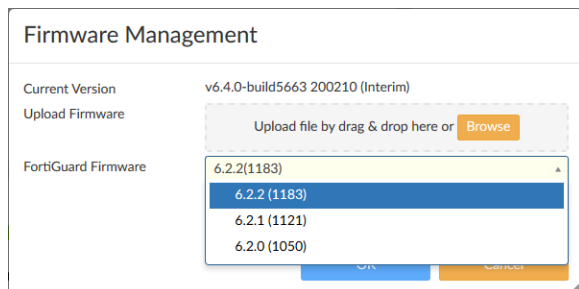 Firmware Management
Current Version v6.4.0-build5663 200210 (Interim)
Upload Firmware
Upload file by drag & drop here or Browse
FortiGuard Firmware 6.2.2(1183)
6.2.2 (1183)
6.2.1 (1121)
6.2.0 (1050)
OK Cancel